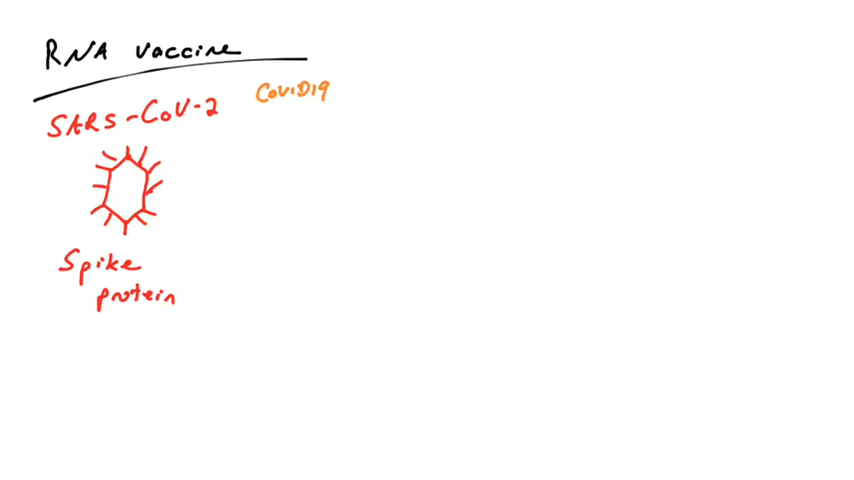 RNA vaccine
SARS-CoV-2
CoViD19
Spike
protein